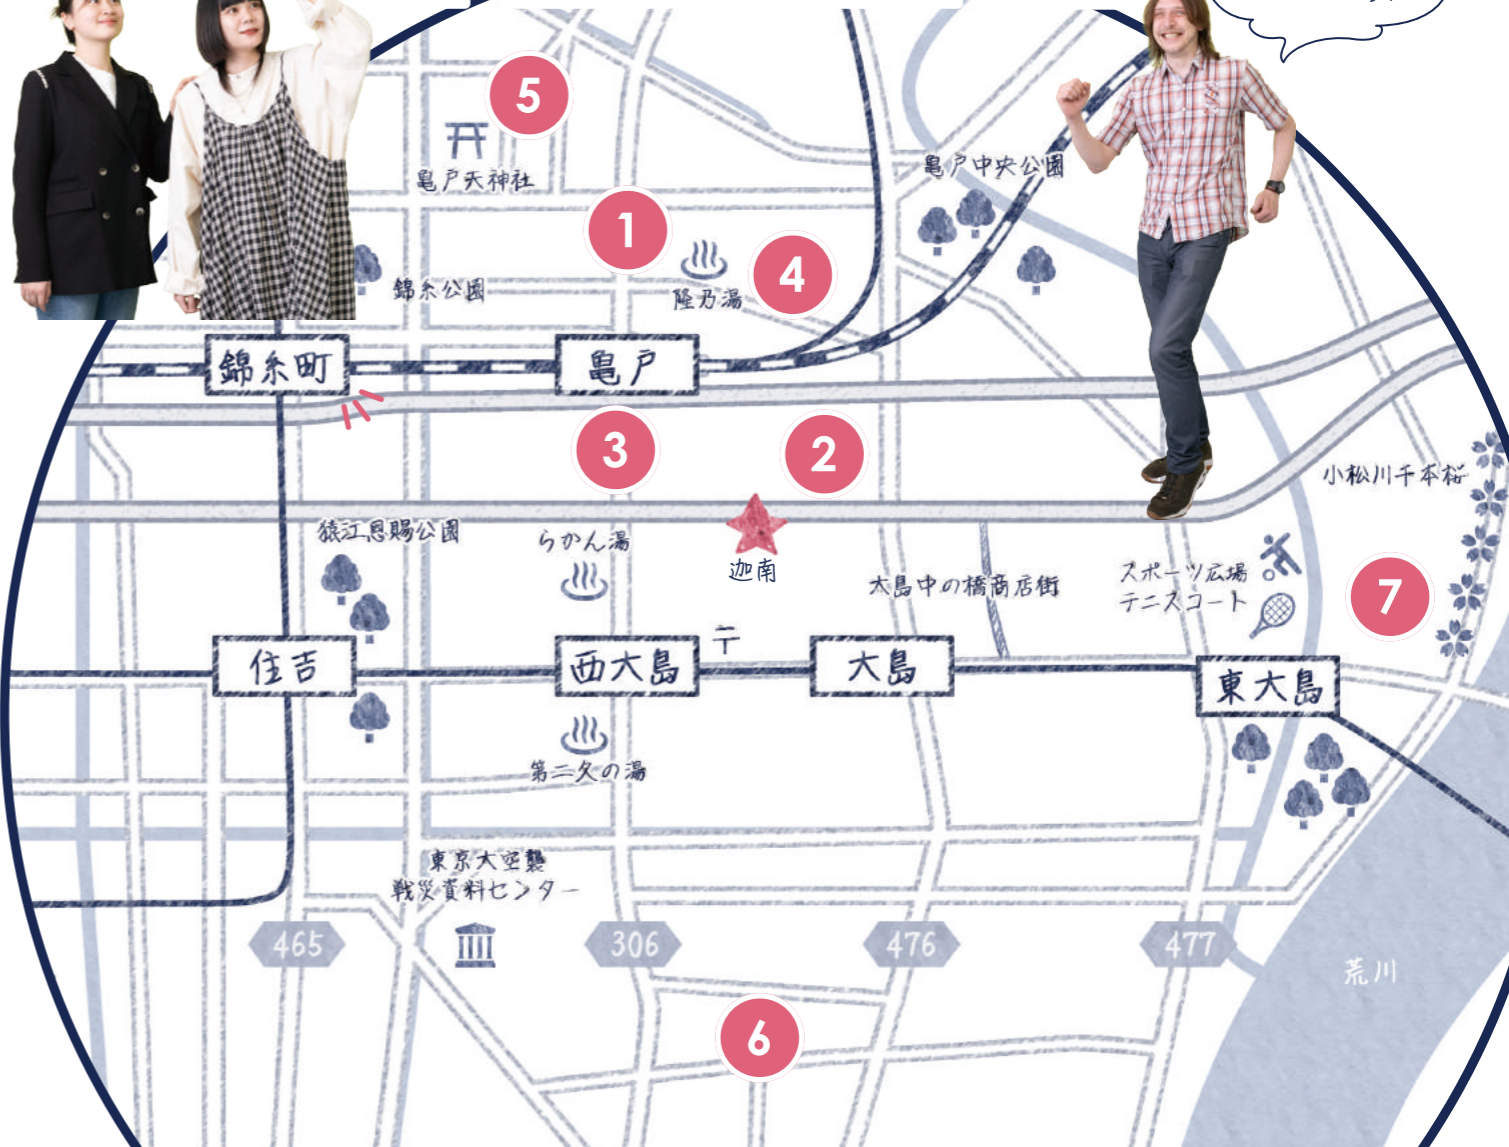 5
亀戸天神社
亀戸中央公園
1
4
錦糸公園
隆乃湯
錦糸町
亀戸
3
2
小松川千本桜
猿江恩賜公園
らかん湯
迦南
大島中の橋商店街
スポーツ広場
テニスコート
7
〒
住吉
西大島
大島
東大島
第二久の湯
東京大空襲
戦災資料センター
465
306
476
477
荒川
6